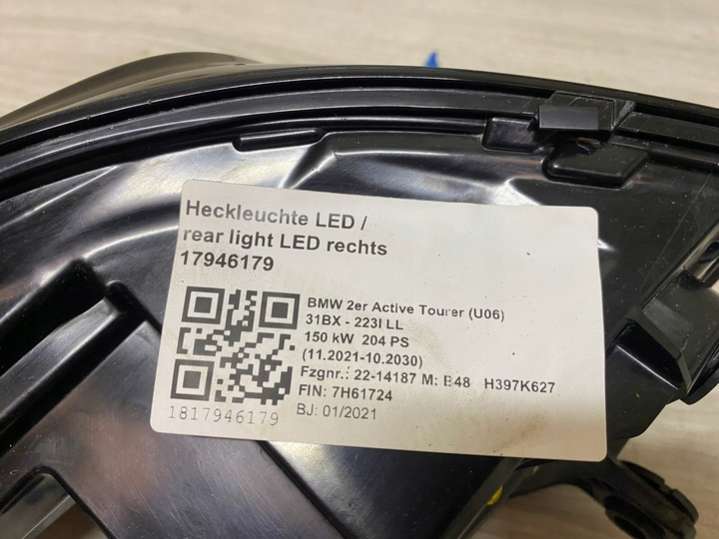 Heckleuchte LED /
rear light LED rechts
17946179
BMW 2er Active Tourer (U06)
31BX - 223I LL
150 kW 204 PS
(11.2021-10.2030)
Fzgnr.: 22-14187 M: B48 H397K627
FIN: 7H61724
BJ: 01/2021
1817946179